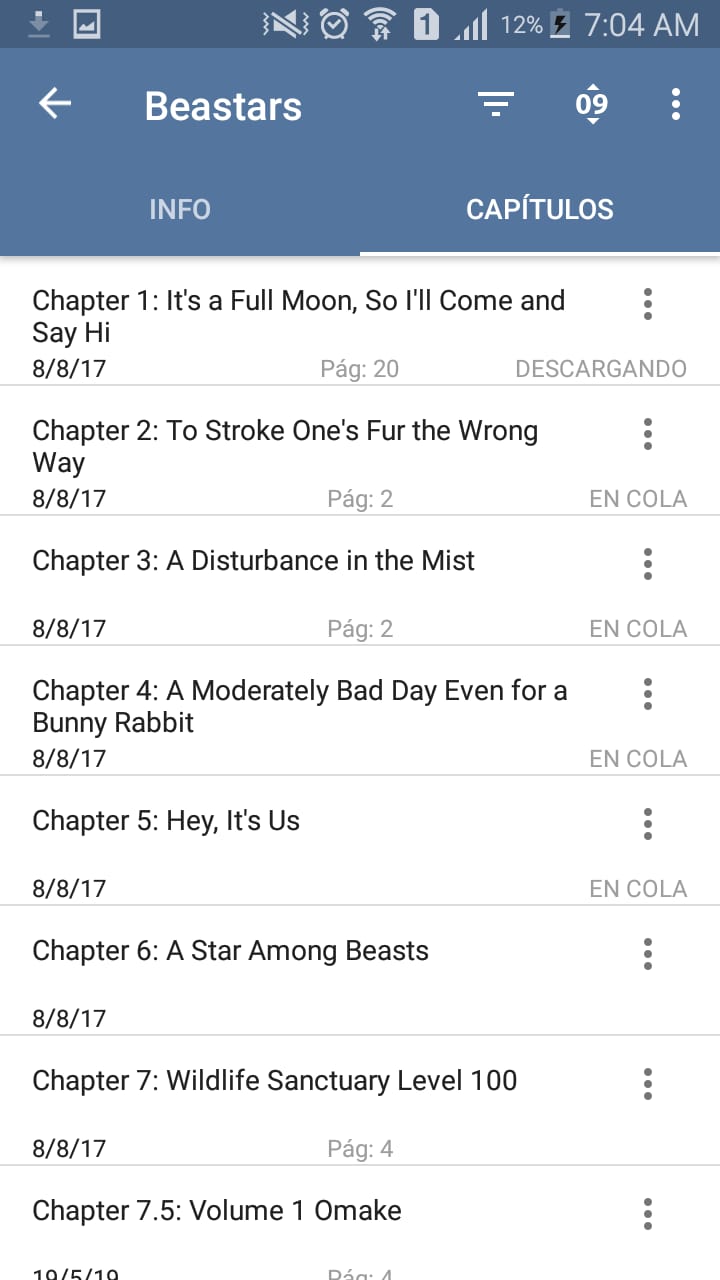 12% 7:04 AM
Beastars 09
INFO CAPÍTULOS
Chapter 1: It's a Full Moon, So I'll Come and
Say Hi
8/8/17 Pág: 20 DESCARGANDO
Chapter 2: To Stroke One's Fur the Wrong
Way
8/8/17 Pág: 2 EN COLA
Chapter 3: A Disturbance in the Mist
8/8/17 Pág: 2 EN COLA
Chapter 4: A Moderately Bad Day Even for a
Bunny Rabbit
8/8/17 EN COLA
Chapter 5: Hey, It's Us
8/8/17 EN COLA
Chapter 6: A Star Among Beasts
8/8/17
Chapter 7: Wildlife Sanctuary Level 100
8/8/17 Pág: 4
Chapter 7.5: Volume 1 Omake
19/5/19 Pág: 4